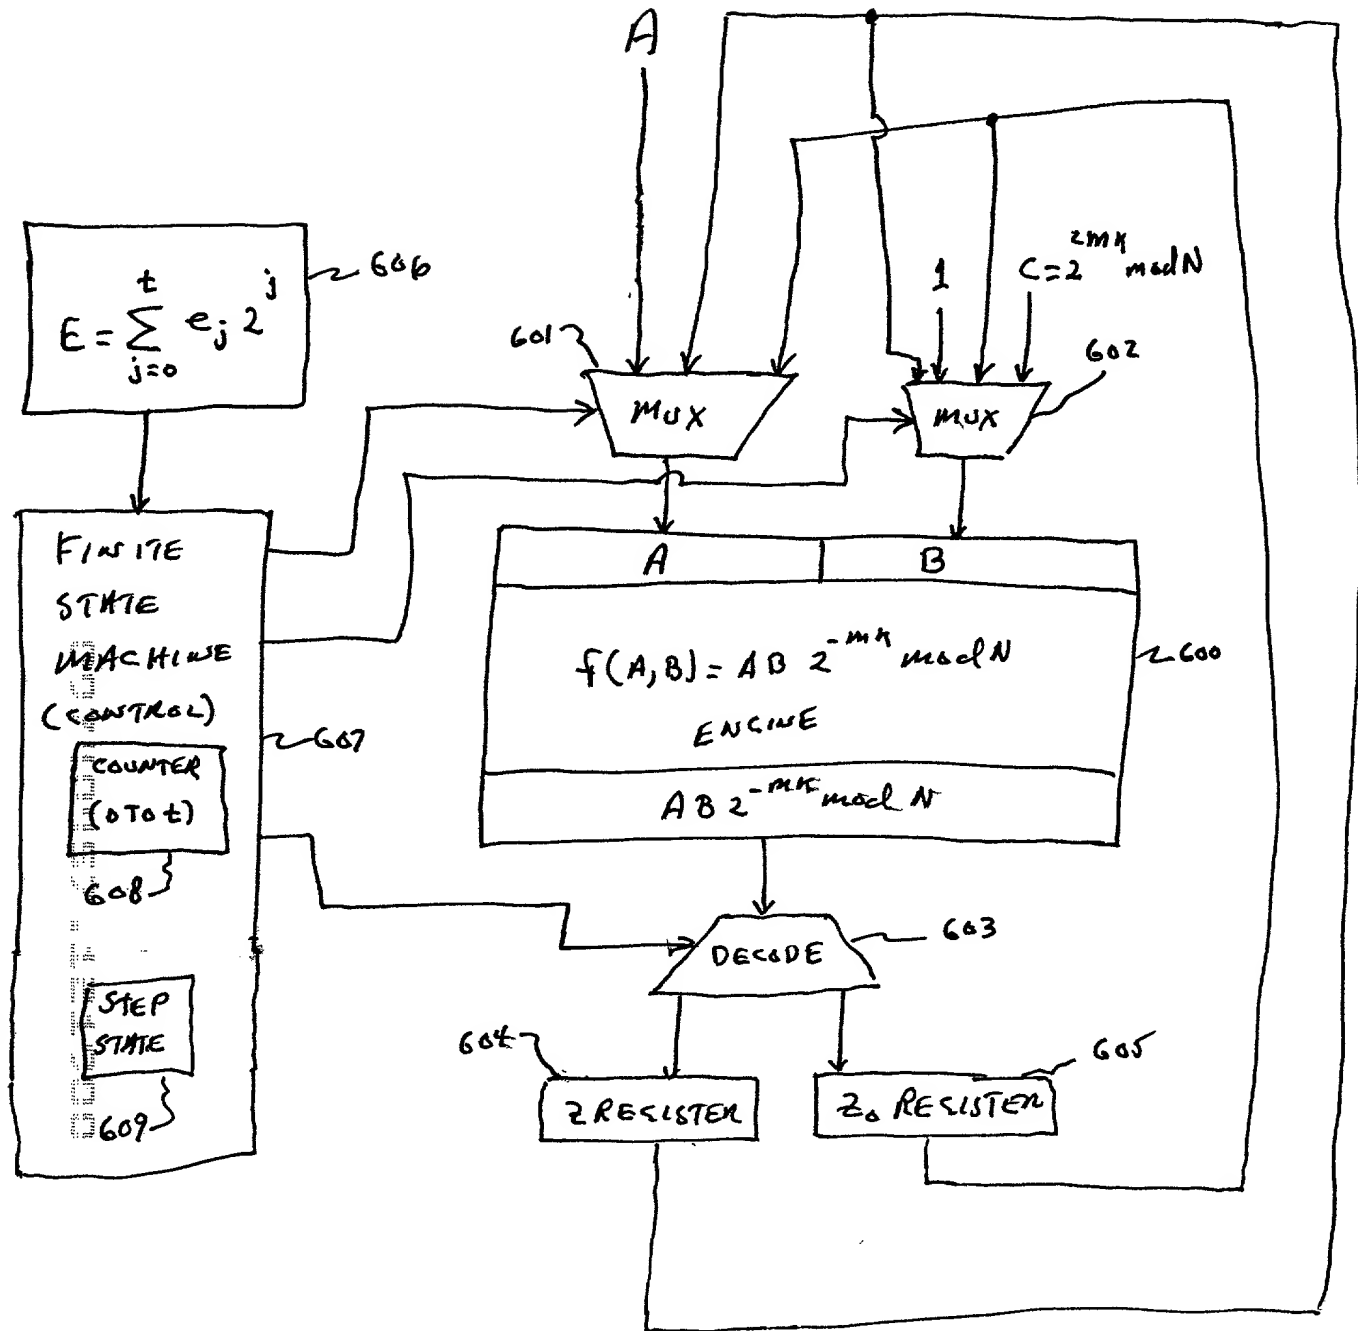 A
606
t
E = Σ e_j 2^j
j=0
1
C = 2^{2mk} mod N
601
602
MUX
MUX
FINITE
STATE
MACHINE
(CONTROL)
607
COUNTER
(0 TO t)
608
STEP
STATE
609
A
B
f(A,B) = AB 2^{-mk} mod N
ENGINE
600
AB 2^{-mk} mod N
DECODE
603
604
605
Z REGISTER
Z₀ REGISTER